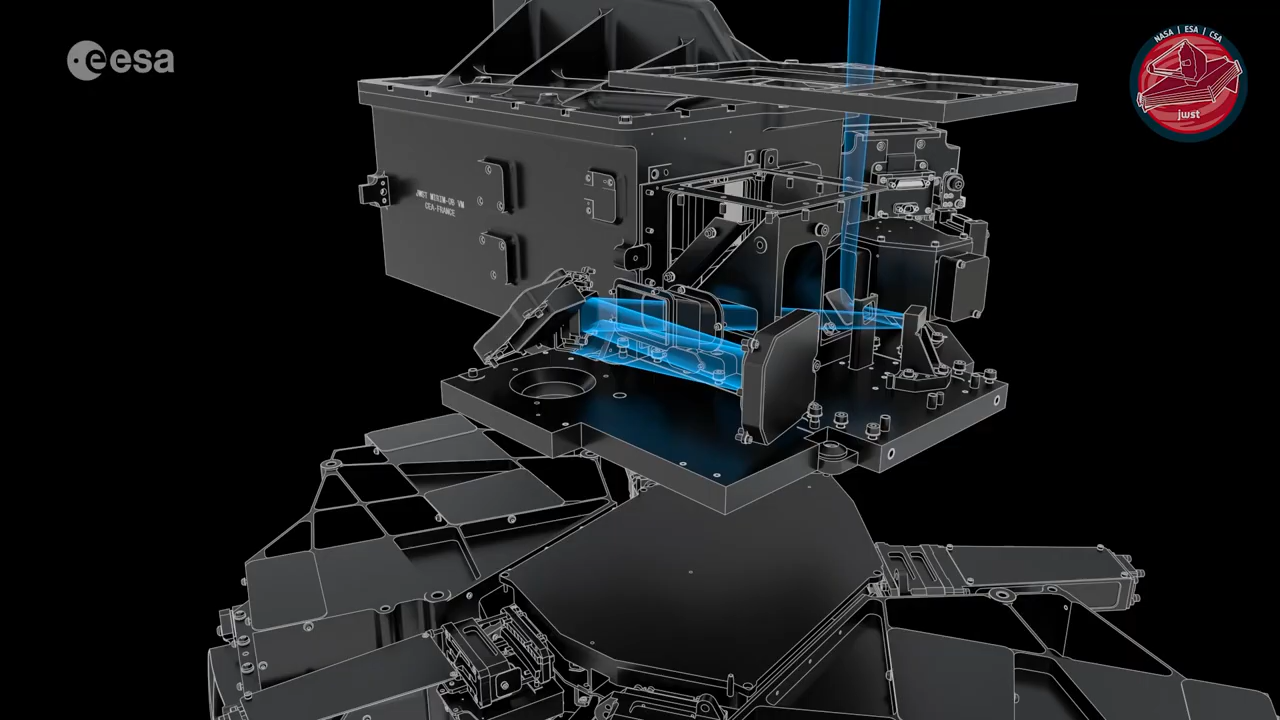 esa
NASA | ESA | CSA
jwst
JWST MIRIM-OB VM
CEA-FRANCE